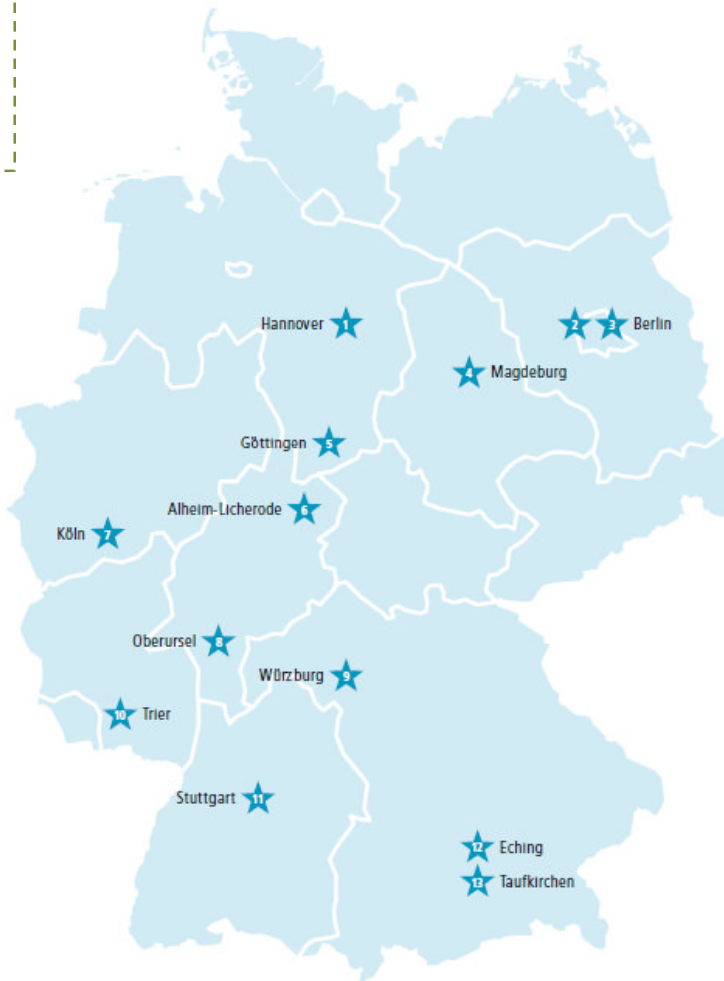 Hannover 1
2 3 Berlin
4 Magdeburg
Göttingen 5
Alheim-Licherode 6
Köln 7
Oberursel 8
Würzburg 9
10 Trier
Stuttgart 11
12 Eching
13 Taufkirchen